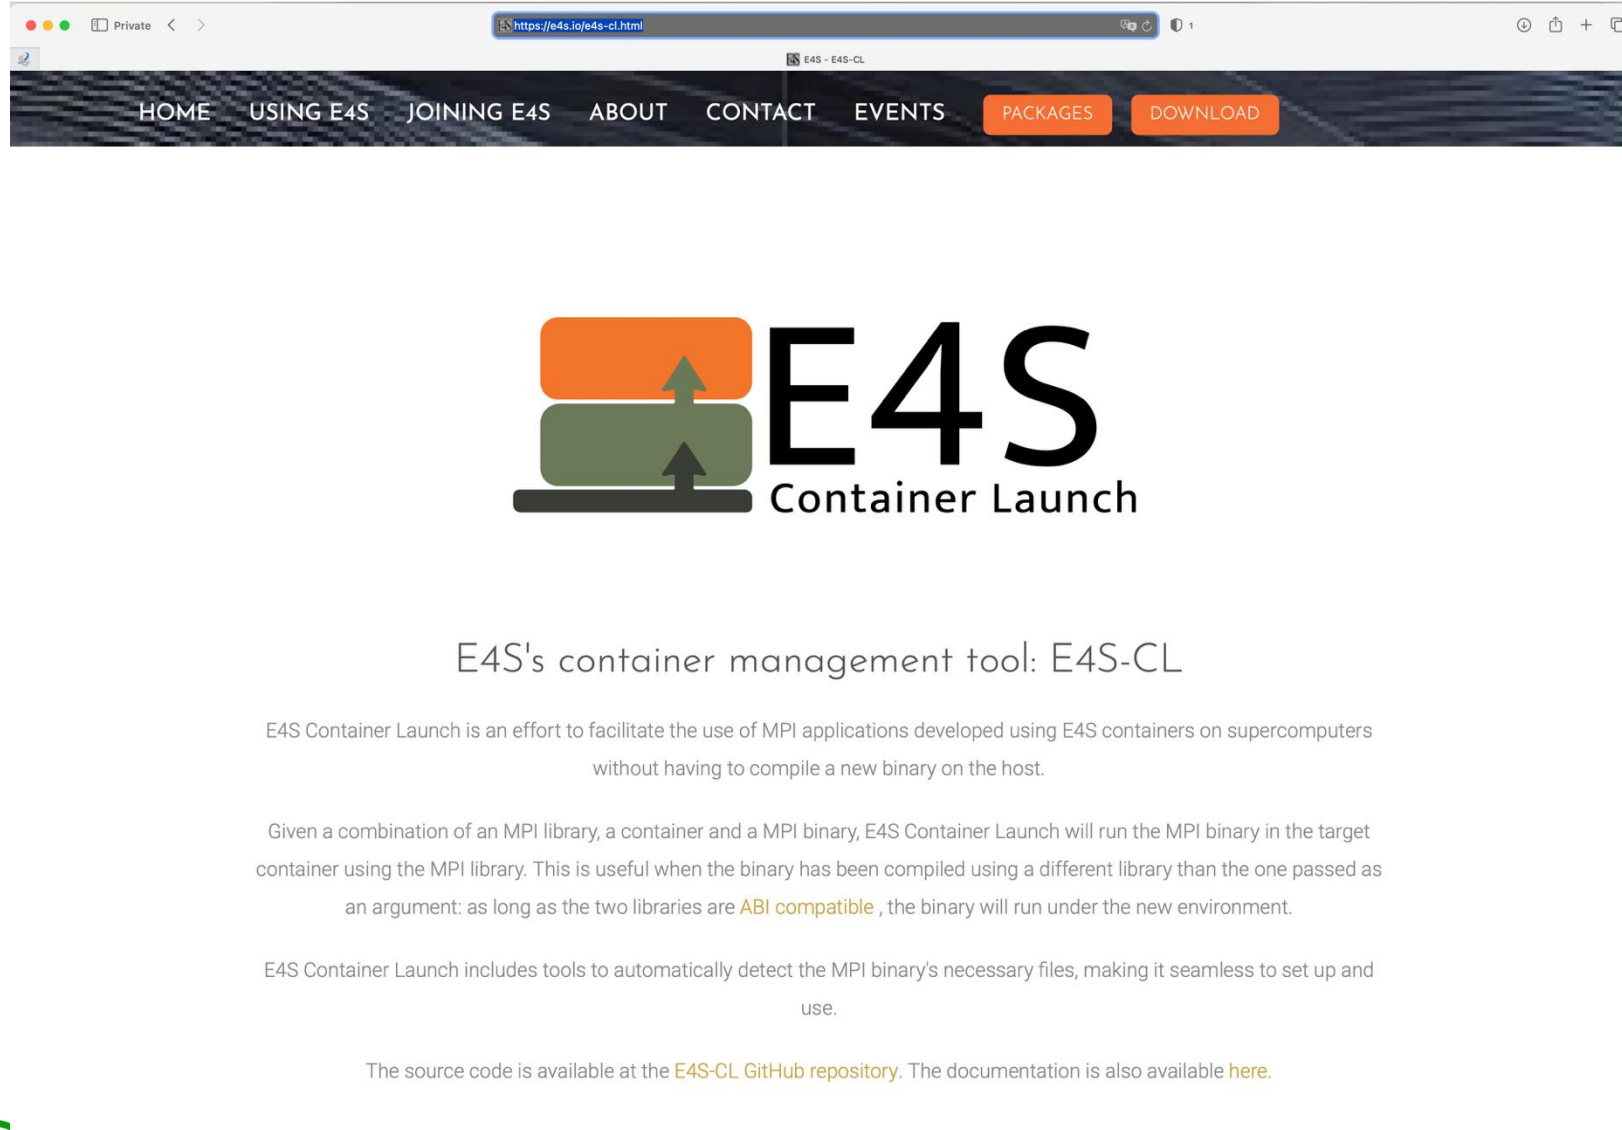 Private
https://e4s.io/e4s-cl.html
1
E4S - E4S-CL
HOME USING E4S JOINING E4S ABOUT CONTACT EVENTS PACKAGES DOWNLOAD
E4S
Container Launch
E4S's container management tool: E4S-CL
E4S Container Launch is an effort to facilitate the use of MPI applications developed using E4S containers on supercomputers
without having to compile a new binary on the host.
Given a combination of an MPI library, a container and a MPI binary, E4S Container Launch will run the MPI binary in the target
container using the MPI library. This is useful when the binary has been compiled using a different library than the one passed as
an argument: as long as the two libraries are ABI compatible , the binary will run under the new environment.
E4S Container Launch includes tools to automatically detect the MPI binary's necessary files, making it seamless to set up and
use.
The source code is available at the E4S-CL GitHub repository. The documentation is also available here.